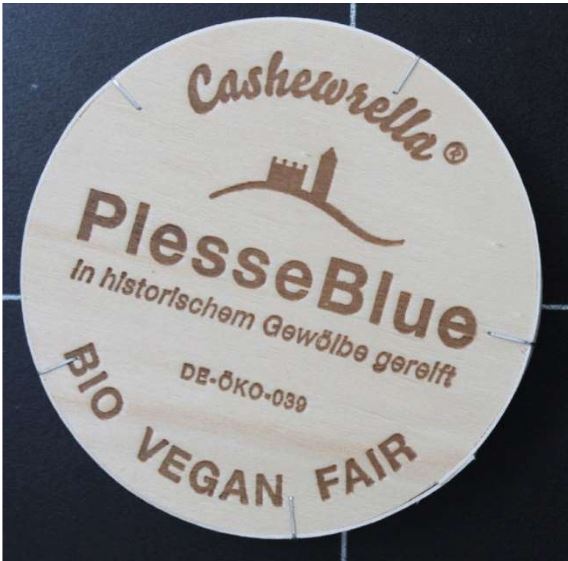 Cashewrella®
PlesseBlue
in historischem Gewölbe gereift
DE-ÖKO-039
BIO VEGAN FAIR